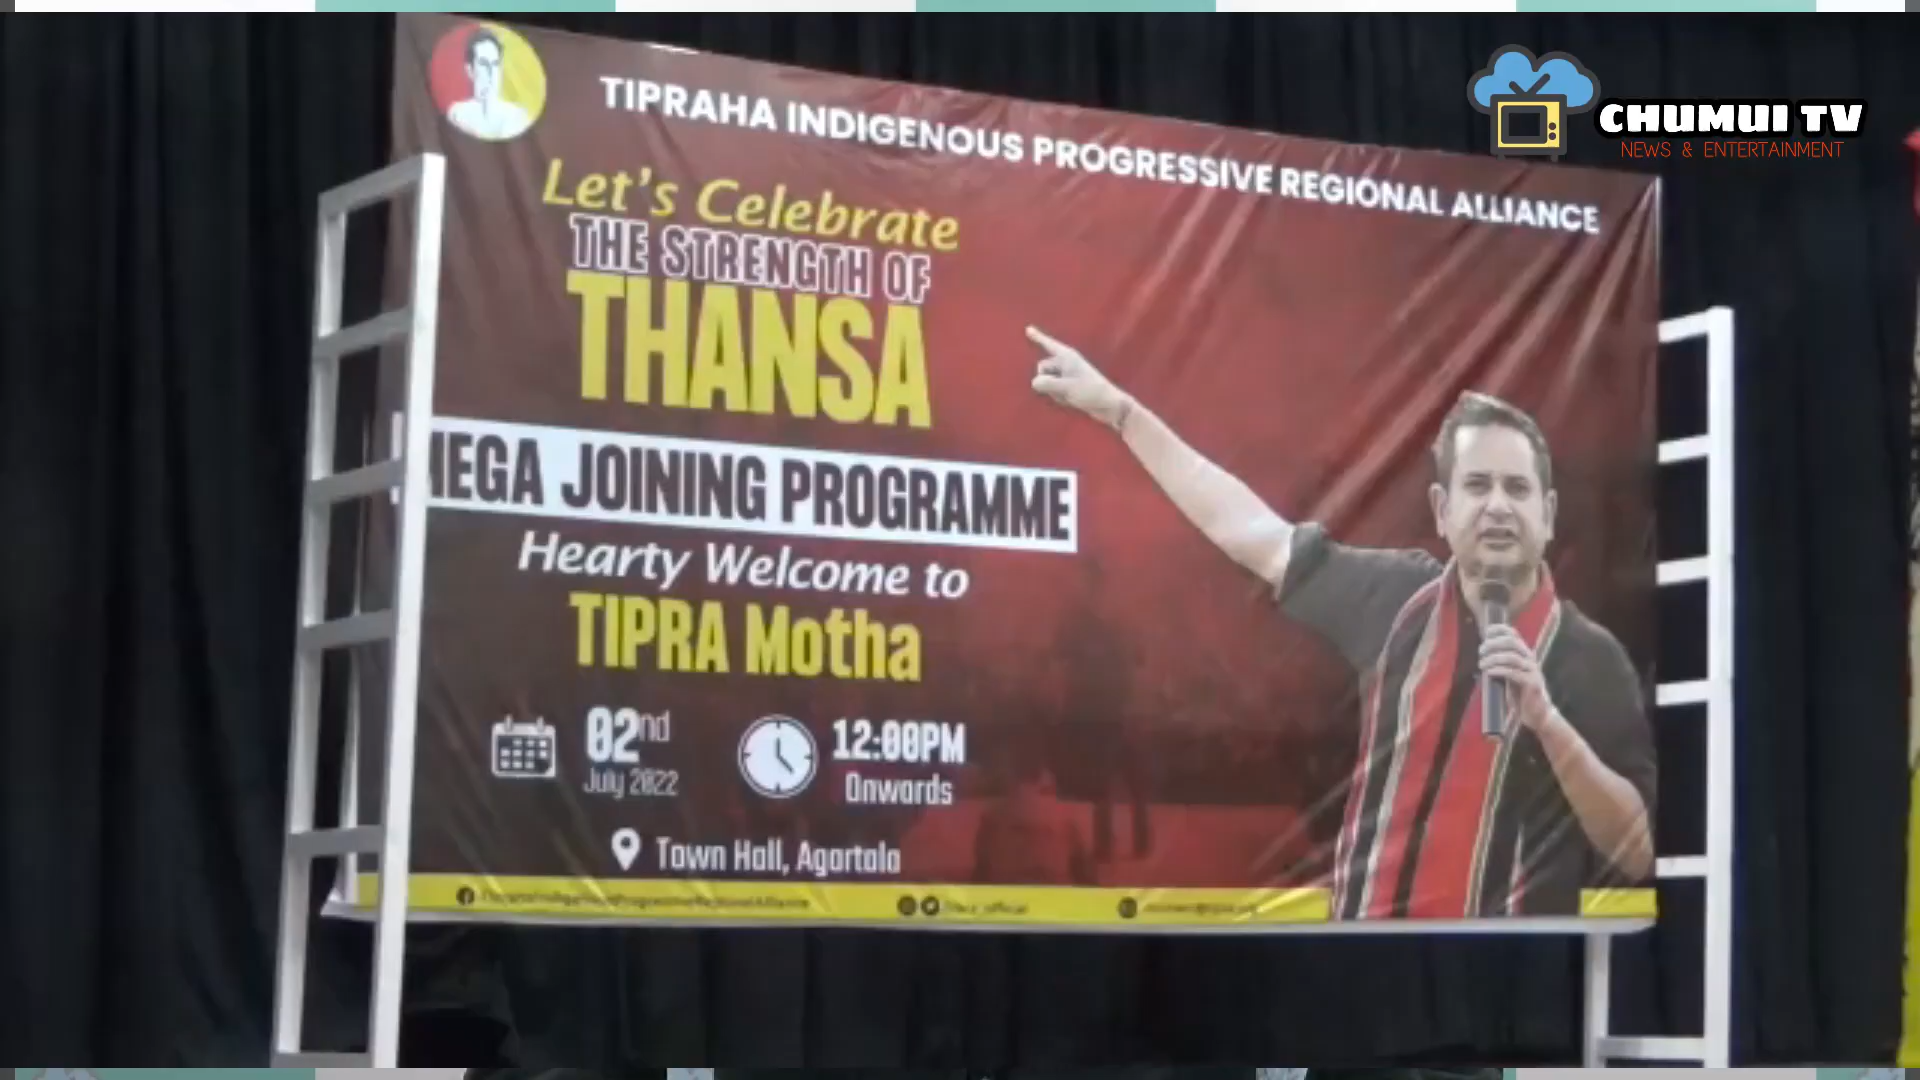 CHUMUI TV
NEWS & ENTERTAINMENT
TIPRAHA INDIGENOUS PROGRESSIVE REGIONAL ALLIANCE
Let's Celebrate
THE STRENGTH OF
THANSA
JOINING PROGRAMME
Hearty Welcome to
TIPRA Motha
02nd
July 2022
12:00PM
Onwards
Town Hall, Agartala